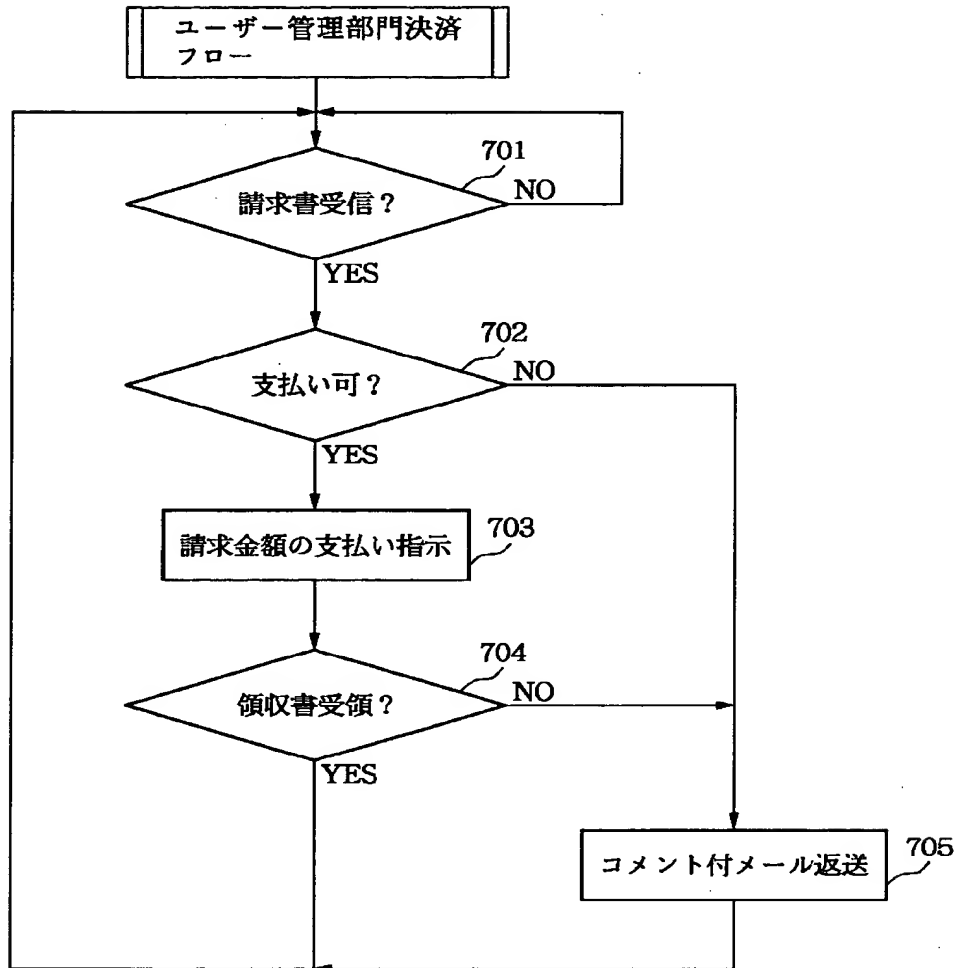 ユーザー管理部門決済
フロー
701
請求書受信？
NO
YES
702
支払い可？
NO
YES
請求金額の支払い指示
703
704
領収書受領？
NO
YES
コメント付メール返送
705